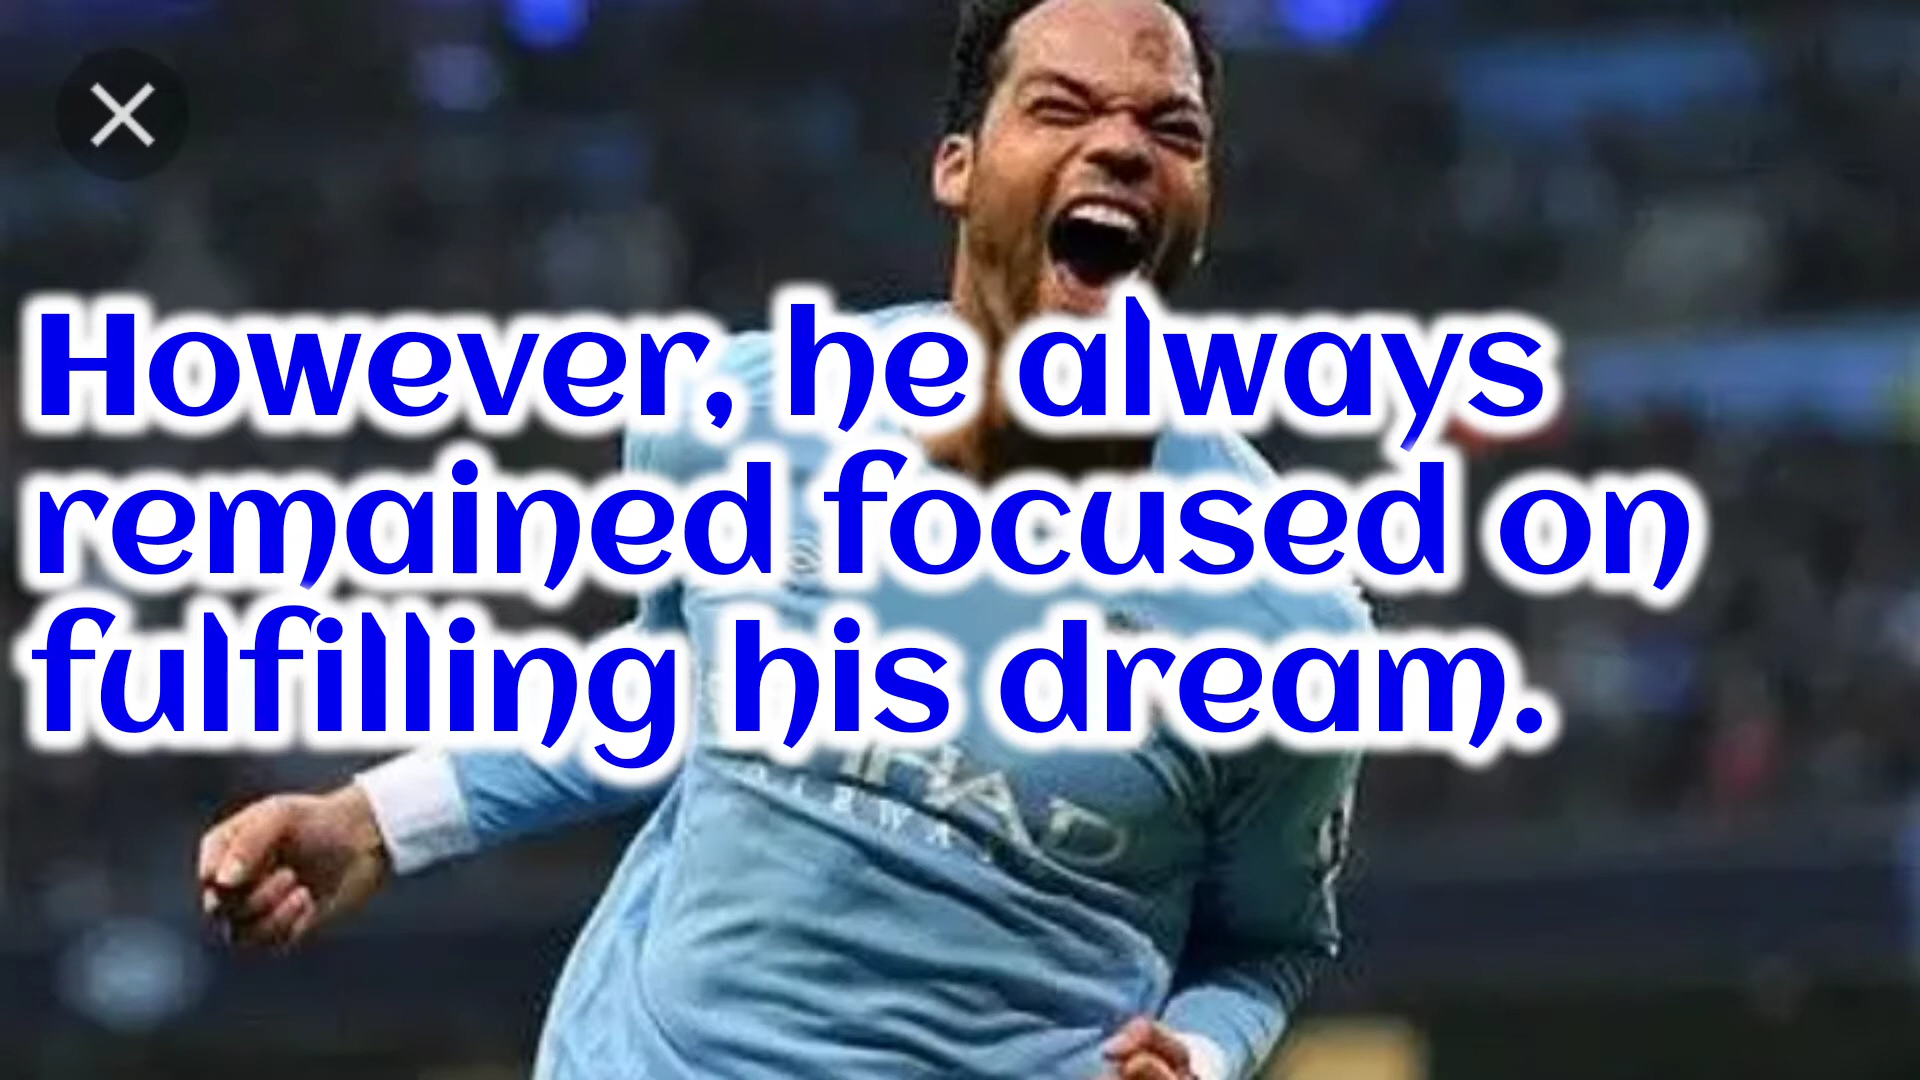 However, he always
remained focused on
fulfilling his dream.